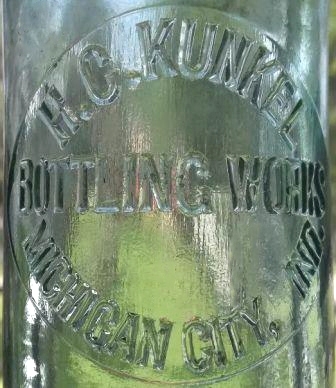 H.C. KUNKEL
BOTTLING WORKS
MICHIGAN CITY, IND.